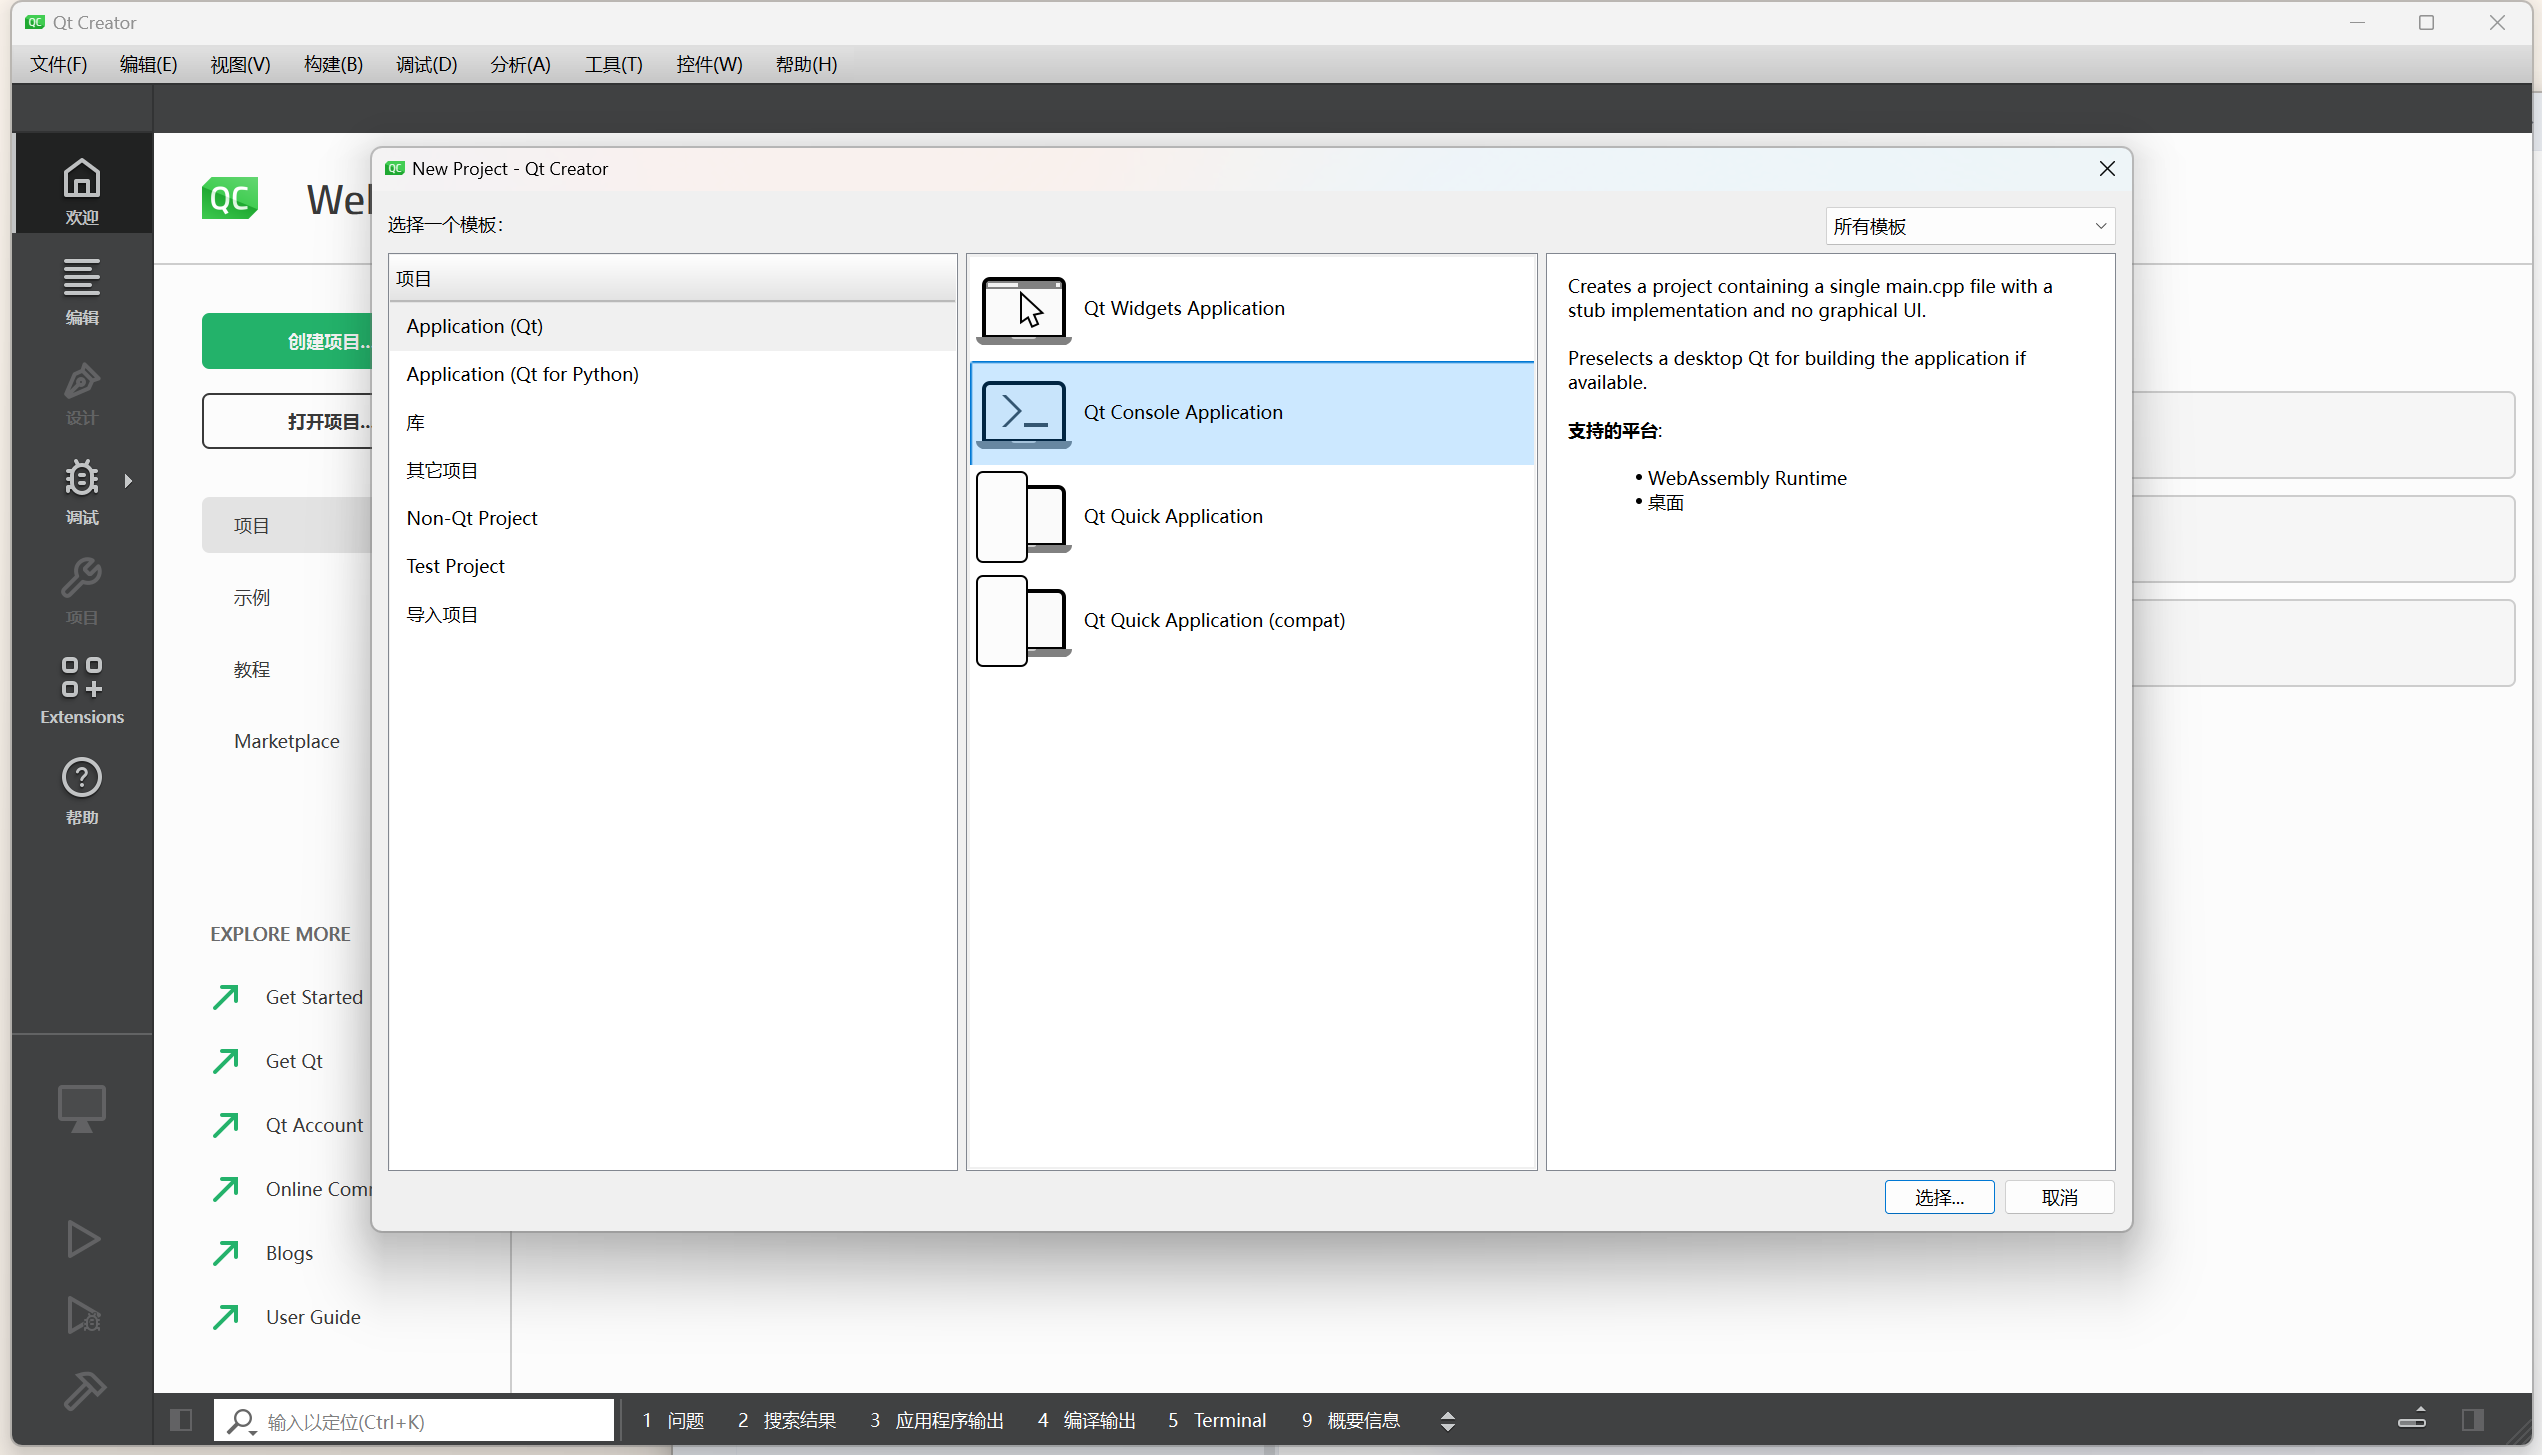 Qt Creator
文件(F) 编辑(E) 视图(V) 构建(B) 调试(D) 分析(A) 工具(T) 控件(W) 帮助(H)
欢迎
编辑
设计
调试
项目
Extensions
帮助
QC
创建项目...
打开项目...
项目
示例
教程
Marketplace
EXPLORE MORE
Get Started
Get Qt
Qt Account
Online
Blogs
User Guide
New Project - Qt Creator
选择一个模板：
所有模板
项目
Application (Qt)
Application (Qt for Python)
库
其它项目
Non-Qt Project
Test Project
导入项目
Qt Widgets Application
Qt Console Application
Qt Quick Application
Qt Quick Application (compat)
Creates a project containing a single main.cpp file with a
stub implementation and no graphical UI.
Preselects a desktop Qt for building the application if
available.
支持的平台:
• WebAssembly Runtime
• 桌面
选择...
取消
输入以定位(Ctrl+K)
1 问题 2 搜索结果 3 应用程序输出 4 编译输出 5 Terminal 9 概要信息